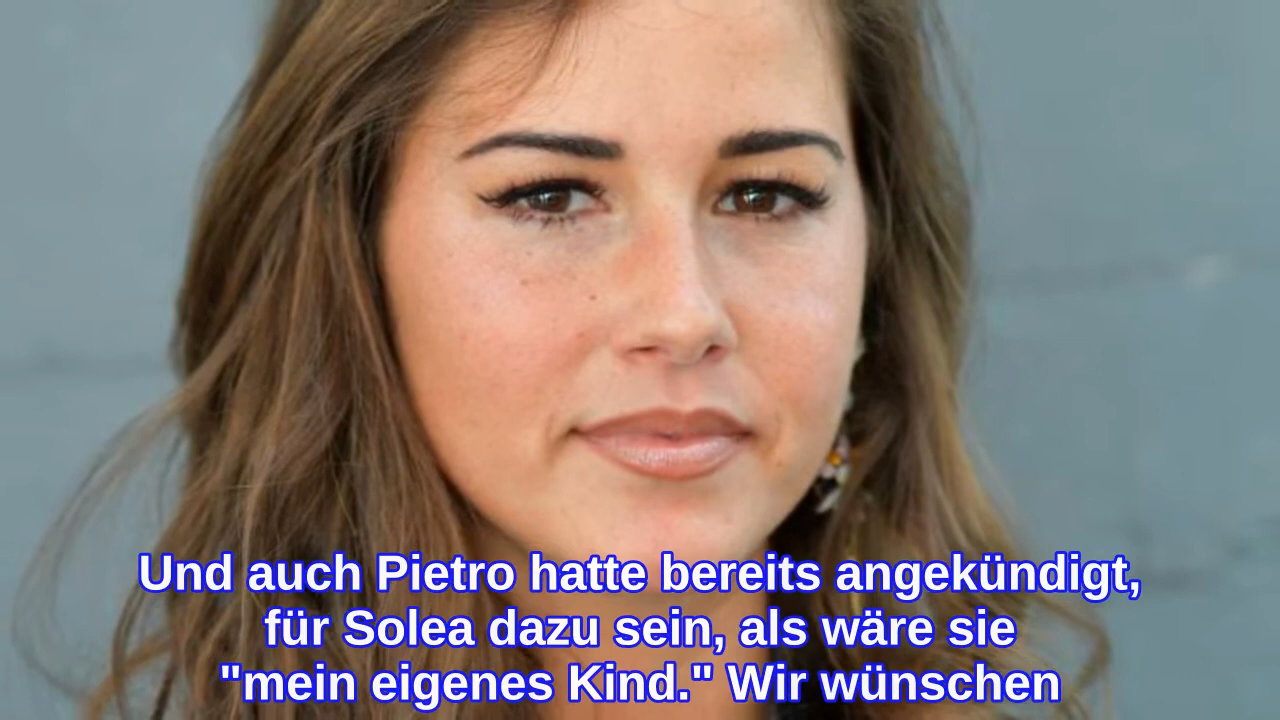 Und auch Pietro hatte bereits angekündigt,
für Solea dazu sein, als wäre sie
"mein eigenes Kind." Wir wünschen